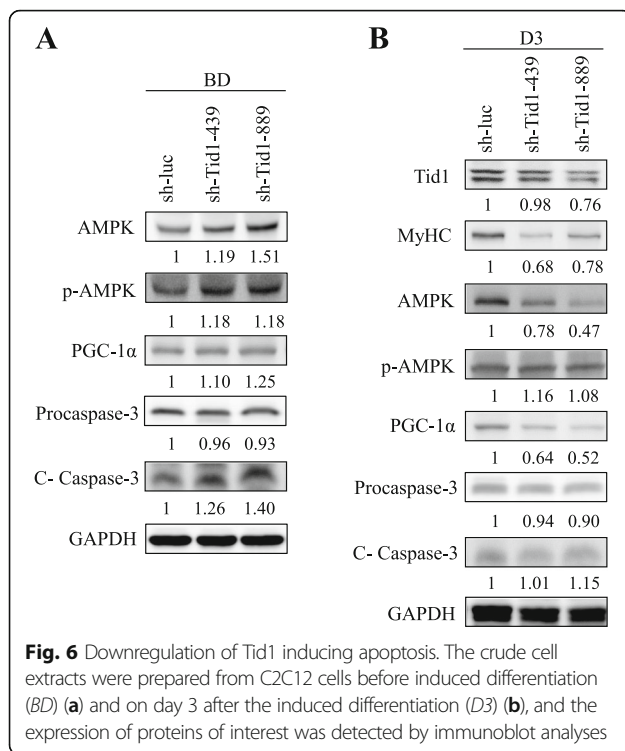 A
BD
sh-luc
sh-Tid1-439
sh-Tid1-889
AMPK
1 1.19 1.51
p-AMPK
1 1.18 1.18
PGC-1α
1 1.10 1.25
Procaspase-3
1 0.96 0.93
C- Caspase-3
1 1.26 1.40
GAPDH
B
D3
sh-luc
sh-Tid1-439
sh-Tid1-889
Tid1
1 0.98 0.76
MyHC
1 0.68 0.78
AMPK
1 0.78 0.47
p-AMPK
1 1.16 1.08
PGC-1α
1 0.64 0.52
Procaspase-3
1 0.94 0.90
C- Caspase-3
1 1.01 1.15
GAPDH
Fig. 6 Downregulation of Tid1 inducing apoptosis. The crude cell
extracts were prepared from C2C12 cells before induced differentiation
(BD) (a) and on day 3 after the induced differentiation (D3) (b), and the
expression of proteins of interest was detected by immunoblot analyses